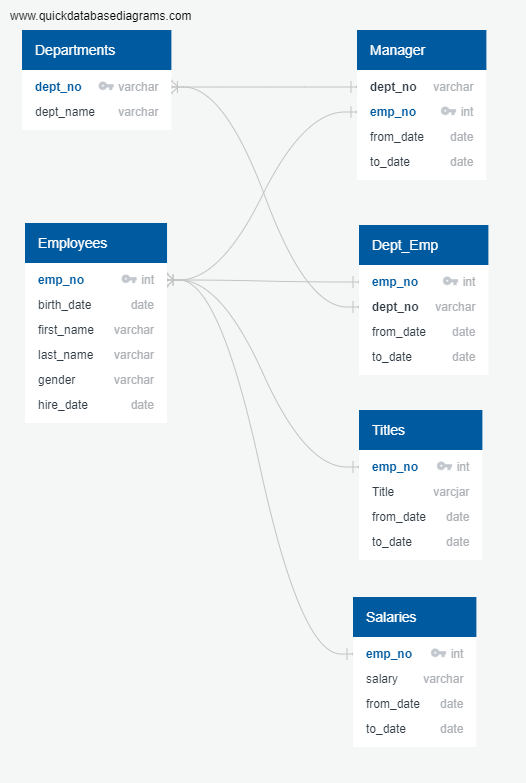 www.quickdatabasediagrams.com
Departments
dept_no varchar
dept_name varchar
Manager
dept_no varchar
emp_no int
from_date date
to_date date
Employees
emp_no int
birth_date date
first_name varchar
last_name varchar
gender varchar
hire_date date
Dept_Emp
emp_no int
dept_no varchar
from_date date
to_date date
Titles
emp_no int
Title varcjar
from_date date
to_date date
Salaries
emp_no int
salary varchar
from_date date
to_date date